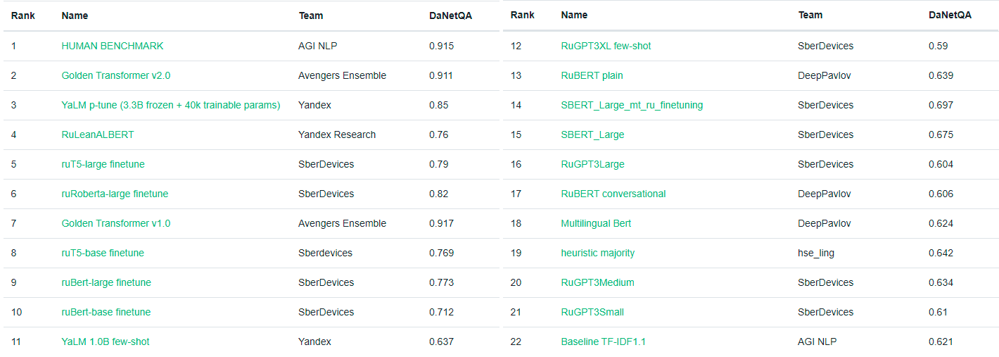 Rank Name Team DaNetQA
1 HUMAN BENCHMARK AGI NLP 0.915
2 Golden Transformer v2.0 Avengers Ensemble 0.911
3 YaLM p-tune (3.3B frozen + 40k trainable params) Yandex 0.85
4 RuLeanALBERT Yandex Research 0.76
5 ruT5-large finetune SberDevices 0.79
6 ruRoberta-large finetune SberDevices 0.82
7 Golden Transformer v1.0 Avengers Ensemble 0.917
8 ruT5-base finetune Sberdevices 0.769
9 ruBert-large finetune SberDevices 0.773
10 ruBert-base finetune SberDevices 0.712
11 YaLM 1.0B few-shot Yandex 0.637
Rank Name Team DaNetQA
12 RuGPT3XL few-shot SberDevices 0.59
13 RuBERT plain DeepPavlov 0.639
14 SBERT_Large_mt_ru_finetuning SberDevices 0.697
15 SBERT_Large SberDevices 0.675
16 RuGPT3Large SberDevices 0.604
17 RuBERT conversational DeepPavlov 0.606
18 Multilingual Bert DeepPavlov 0.624
19 heuristic majority hse_ling 0.642
20 RuGPT3Medium SberDevices 0.634
21 RuGPT3Small SberDevices 0.61
22 Baseline TF-IDF1.1 AGI NLP 0.621